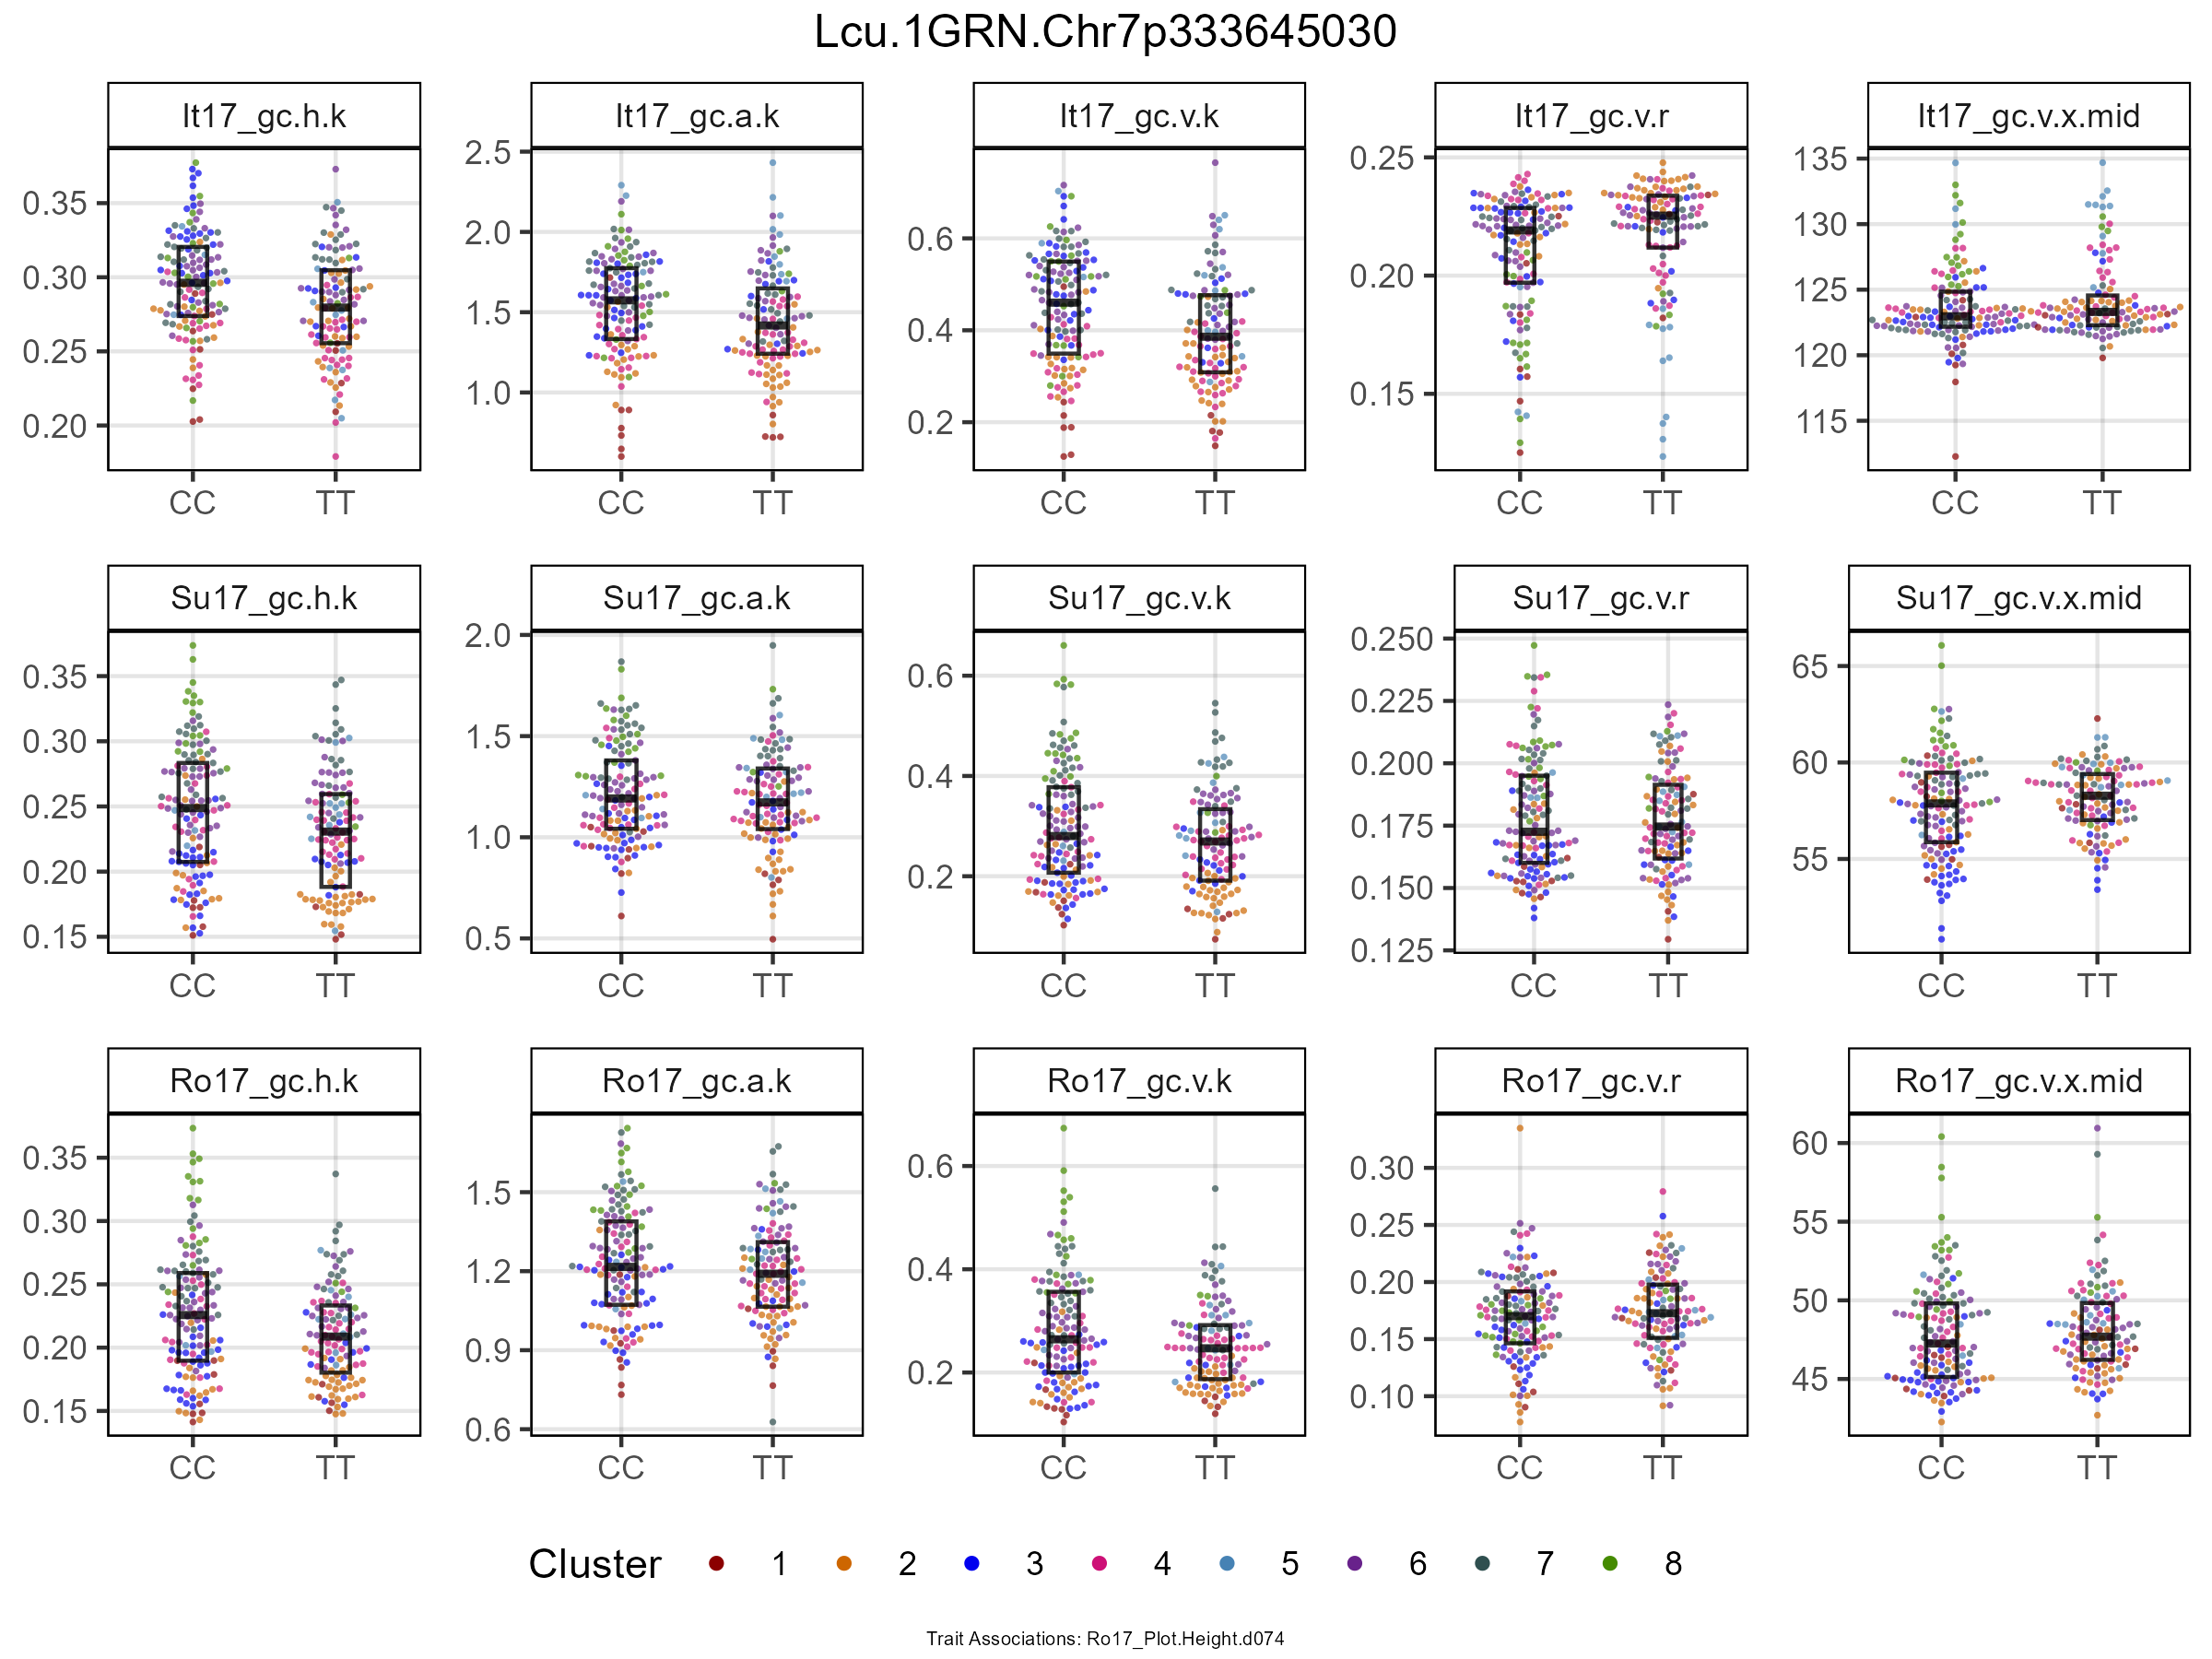 Lcu.1GRN.Chr7p333645030
It17_gc.h.k
It17_gc.a.k
It17_gc.v.k
It17_gc.v.r
It17_gc.v.x.mid
0.35
0.30
0.25
0.20
CC TT
2.5
2.0
1.5
1.0
CC TT
0.6
0.4
0.2
CC TT
0.25
0.20
0.15
CC TT
135
130
125
120
115
CC TT
Su17_gc.h.k
Su17_gc.a.k
Su17_gc.v.k
Su17_gc.v.r
Su17_gc.v.x.mid
0.35
0.30
0.25
0.20
0.15
CC TT
2.0
1.5
1.0
0.5
CC TT
0.6
0.4
0.2
CC TT
0.250
0.225
0.200
0.175
0.150
0.125
CC TT
65
60
55
CC TT
Ro17_gc.h.k
Ro17_gc.a.k
Ro17_gc.v.k
Ro17_gc.v.r
Ro17_gc.v.x.mid
0.35
0.30
0.25
0.20
0.15
CC TT
1.5
1.2
0.9
0.6
CC TT
0.6
0.4
0.2
CC TT
0.30
0.25
0.20
0.15
0.10
CC TT
60
55
50
45
CC TT
Cluster 1 2 3 4 5 6 7 8
Trait Associations: Ro17_Plot.Height.d074